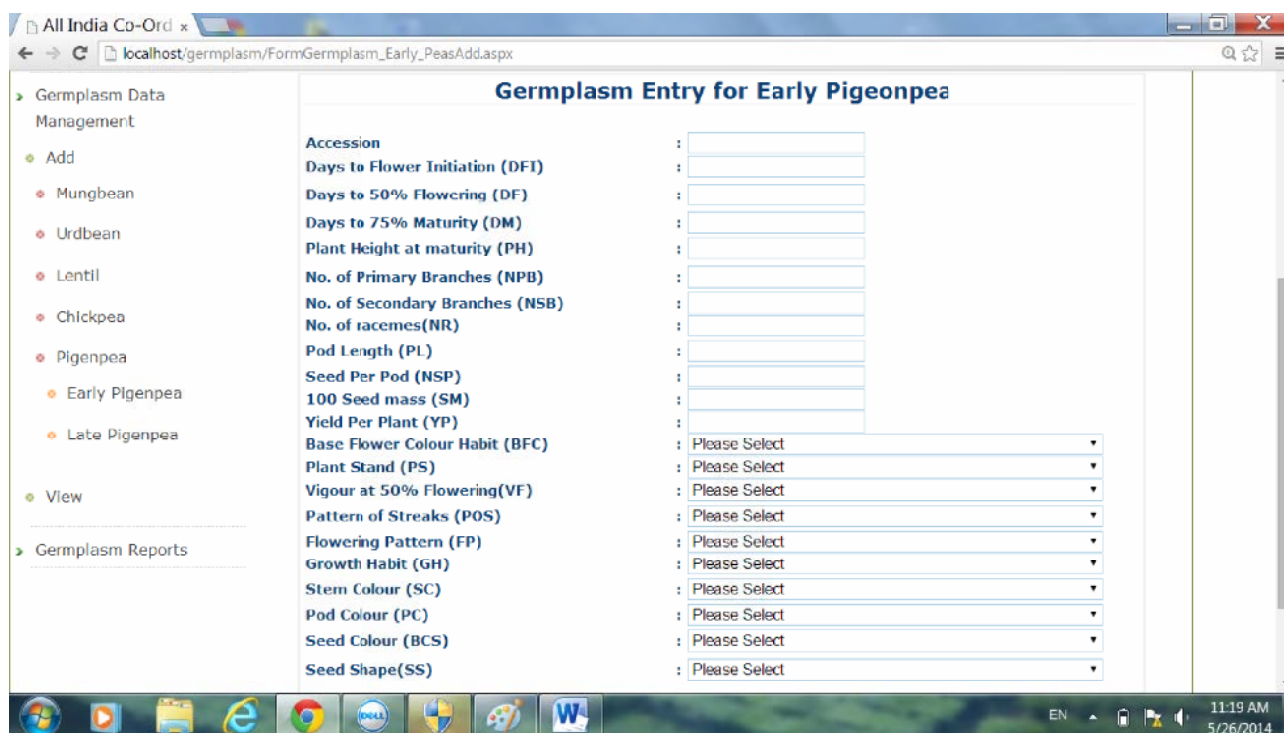 All India Co-Ord
localhost/germplasm/FormGermplasm_Early_PeasAdd.aspx
Germplasm Data
Management
Add
Mungbean
Urdbean
Lentil
Chickpea
Pigenpea
Early Pigenpea
Late Pigenpea
View
Germplasm Reports
Germplasm Entry for Early Pigeonpea
Accession :
Days to Flower Initiation (DFI) :
Days to 50% Flowering (DF) :
Days to 75% Maturity (DM) :
Plant Height at maturity (PH) :
No. of Primary Branches (NPB) :
No. of Secondary Branches (NSB) :
No. of racemes(NR) :
Pod Length (PL) :
Seed Per Pod (NSP) :
100 Seed mass (SM) :
Yield Per Plant (YP) :
Base Flower Colour Habit (BFC) : Please Select
Plant Stand (PS) : Please Select
Vigour at 50% Flowering(VF) : Please Select
Pattern of Streaks (POS) : Please Select
Flowering Pattern (FP) : Please Select
Growth Habit (GH) : Please Select
Stem Colour (SC) : Please Select
Pod Colour (PC) : Please Select
Seed Colour (BCS) : Please Select
Seed Shape(SS) : Please Select
DELL
W
EN
11:19 AM
5/26/2014